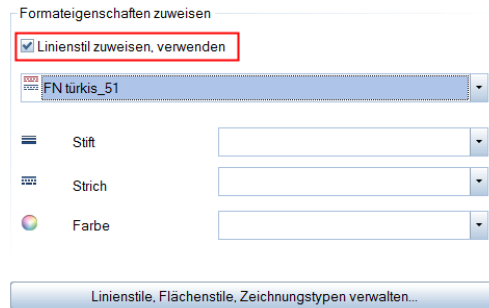 Formateigenschaften zuweisen
Linienstil zuweisen, verwenden
FN türkis_51
Stift
Strich
Farbe
Linienstile, Flächenstile, Zeichnungstypen verwalten...